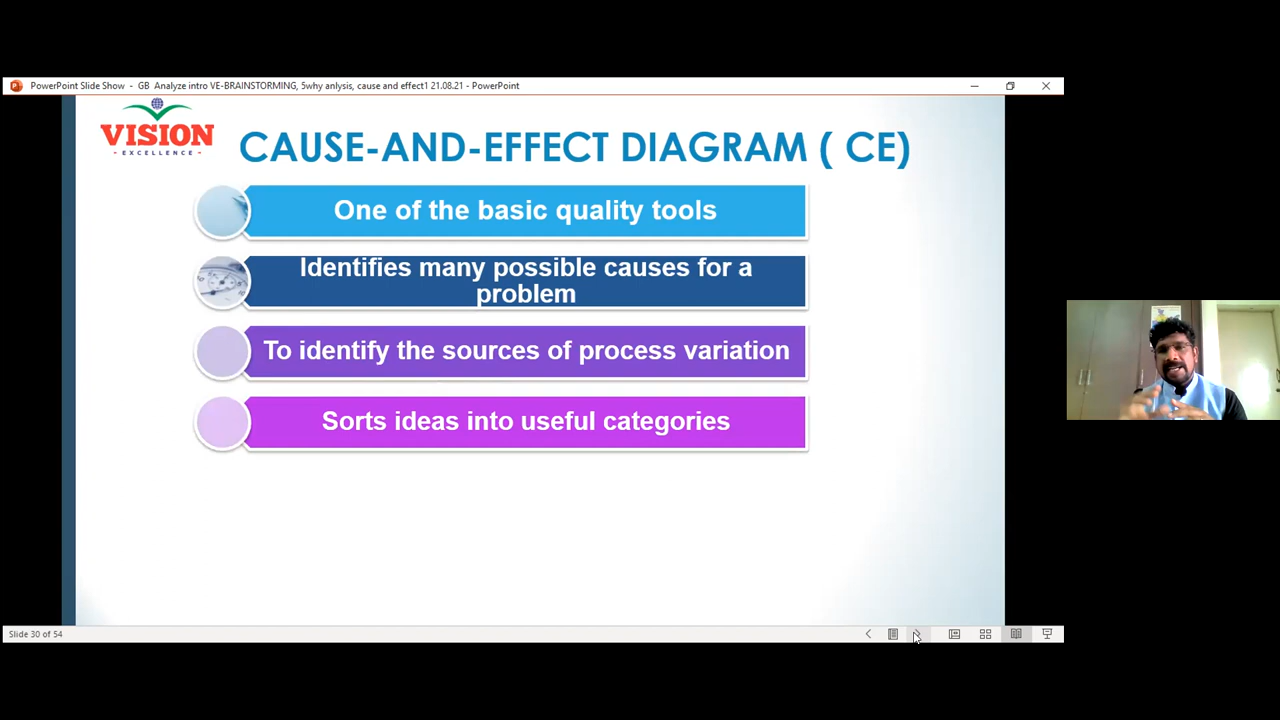 PowerPoint Slide Show - GB Analyze intro VE-BRAINSTORMING, 5why anlysis, cause and effect1 21.08.21 - PowerPoint
VISION
- EXCELLENCE -
CAUSE-AND-EFFECT DIAGRAM ( CE)
One of the basic quality tools
Identifies many possible causes for a
problem
To identify the sources of process variation
Sorts ideas into useful categories
Slide 30 of 54